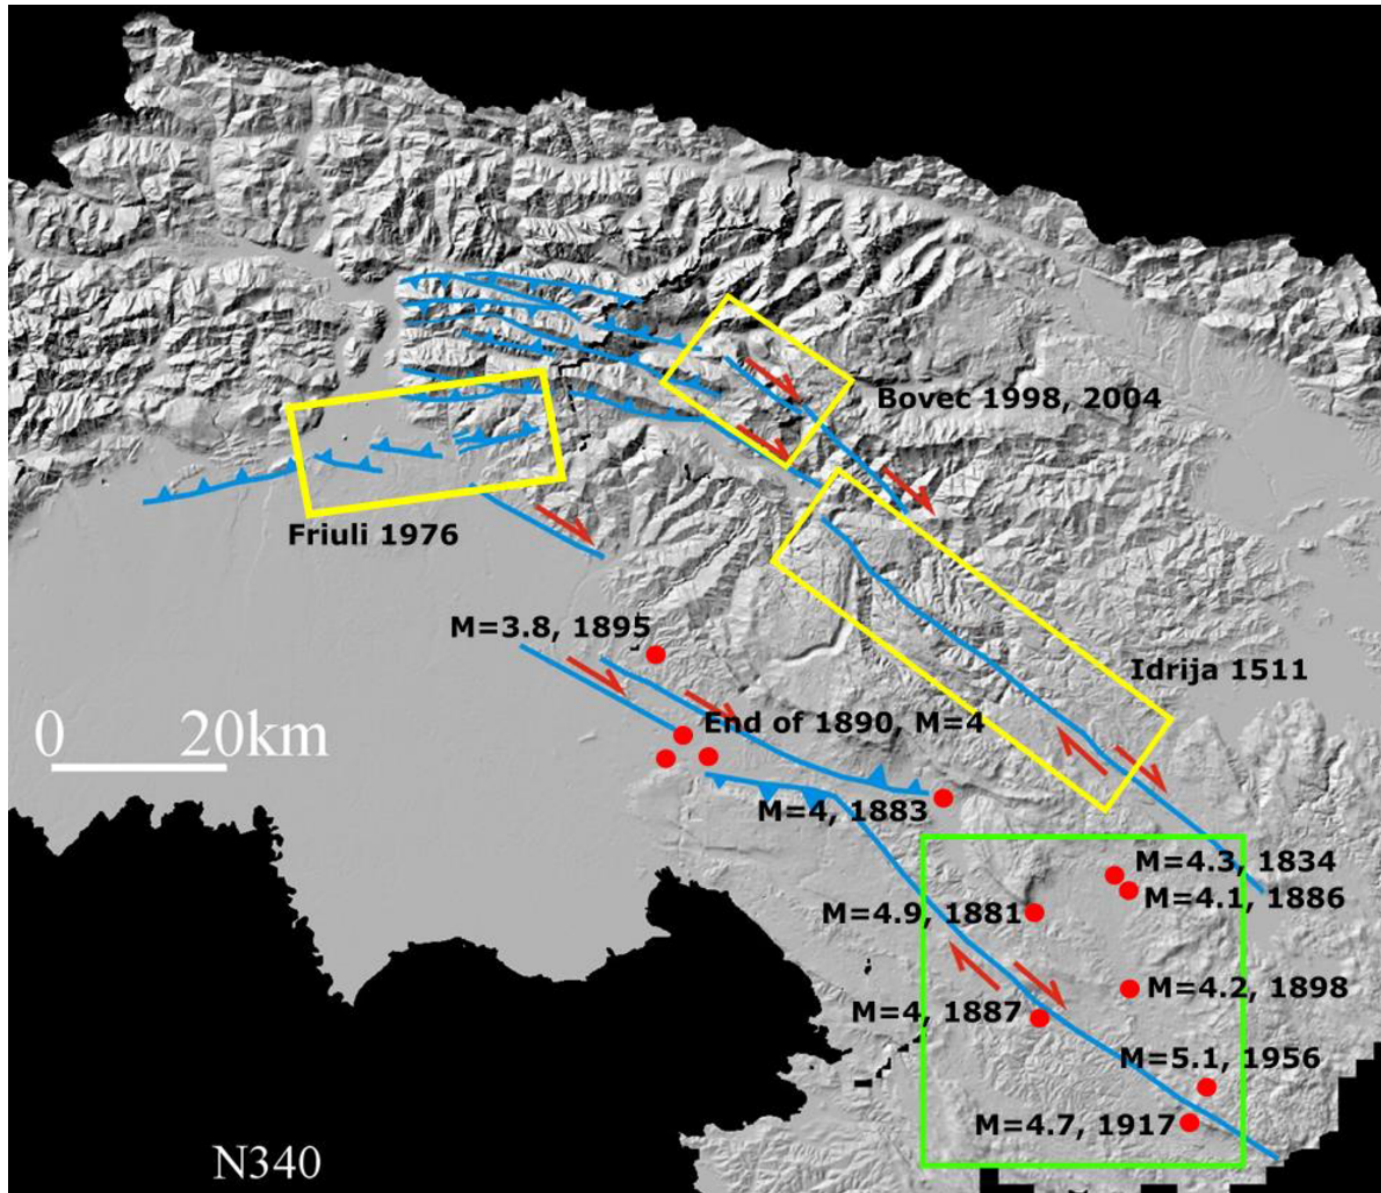 Bovec 1998, 2004
Friuli 1976
M=3.8, 1895
Idrija 1511
End of 1890, M=4
0 20km
M=4, 1883
M=4.3, 1834
M=4.1, 1886
M=4.9, 1881
M=4.2, 1898
M=4, 1887
M=5.1, 1956
M=4.7, 1917
N340